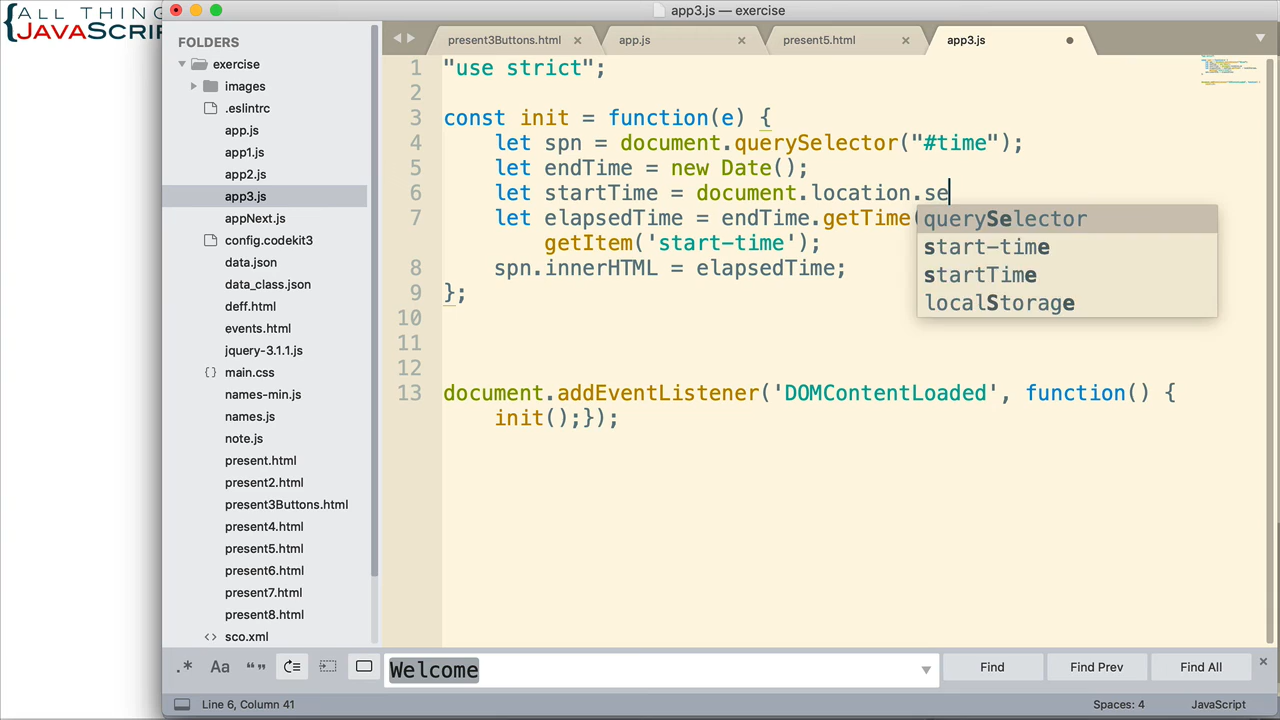 ALL THIN
JAVASCRIP
app3.js — exercise
FOLDERS
exercise
images
.eslintrc
app.js
app1.js
app2.js
app3.js
appNext.js
config.codekit3
data.json
data_class.json
deff.html
events.html
jquery-3.1.1.js
main.css
names-min.js
names.js
note.js
present.html
present2.html
present3Buttons.html
present4.html
present5.html
present6.html
present7.html
present8.html
sco.xml
present3Buttons.html
app.js
present5.html
app3.js
1 "use strict";
2
3 const init = function(e) {
4 let spn = document.querySelector("#time");
5 let endTime = new Date();
6 let startTime = document.location.se
7 let elapsedTime = endTime.getTime(
getItem('start-time');
8 spn.innerHTML = elapsedTime;
9 };
10
11
12
13 document.addEventListener('DOMContentLoaded', function() {
init();});
querySelector
start-time
startTime
localStorage
.* Aa “”
Welcome
Find
Find Prev
Find All
Line 6, Column 41
Spaces: 4
JavaScript